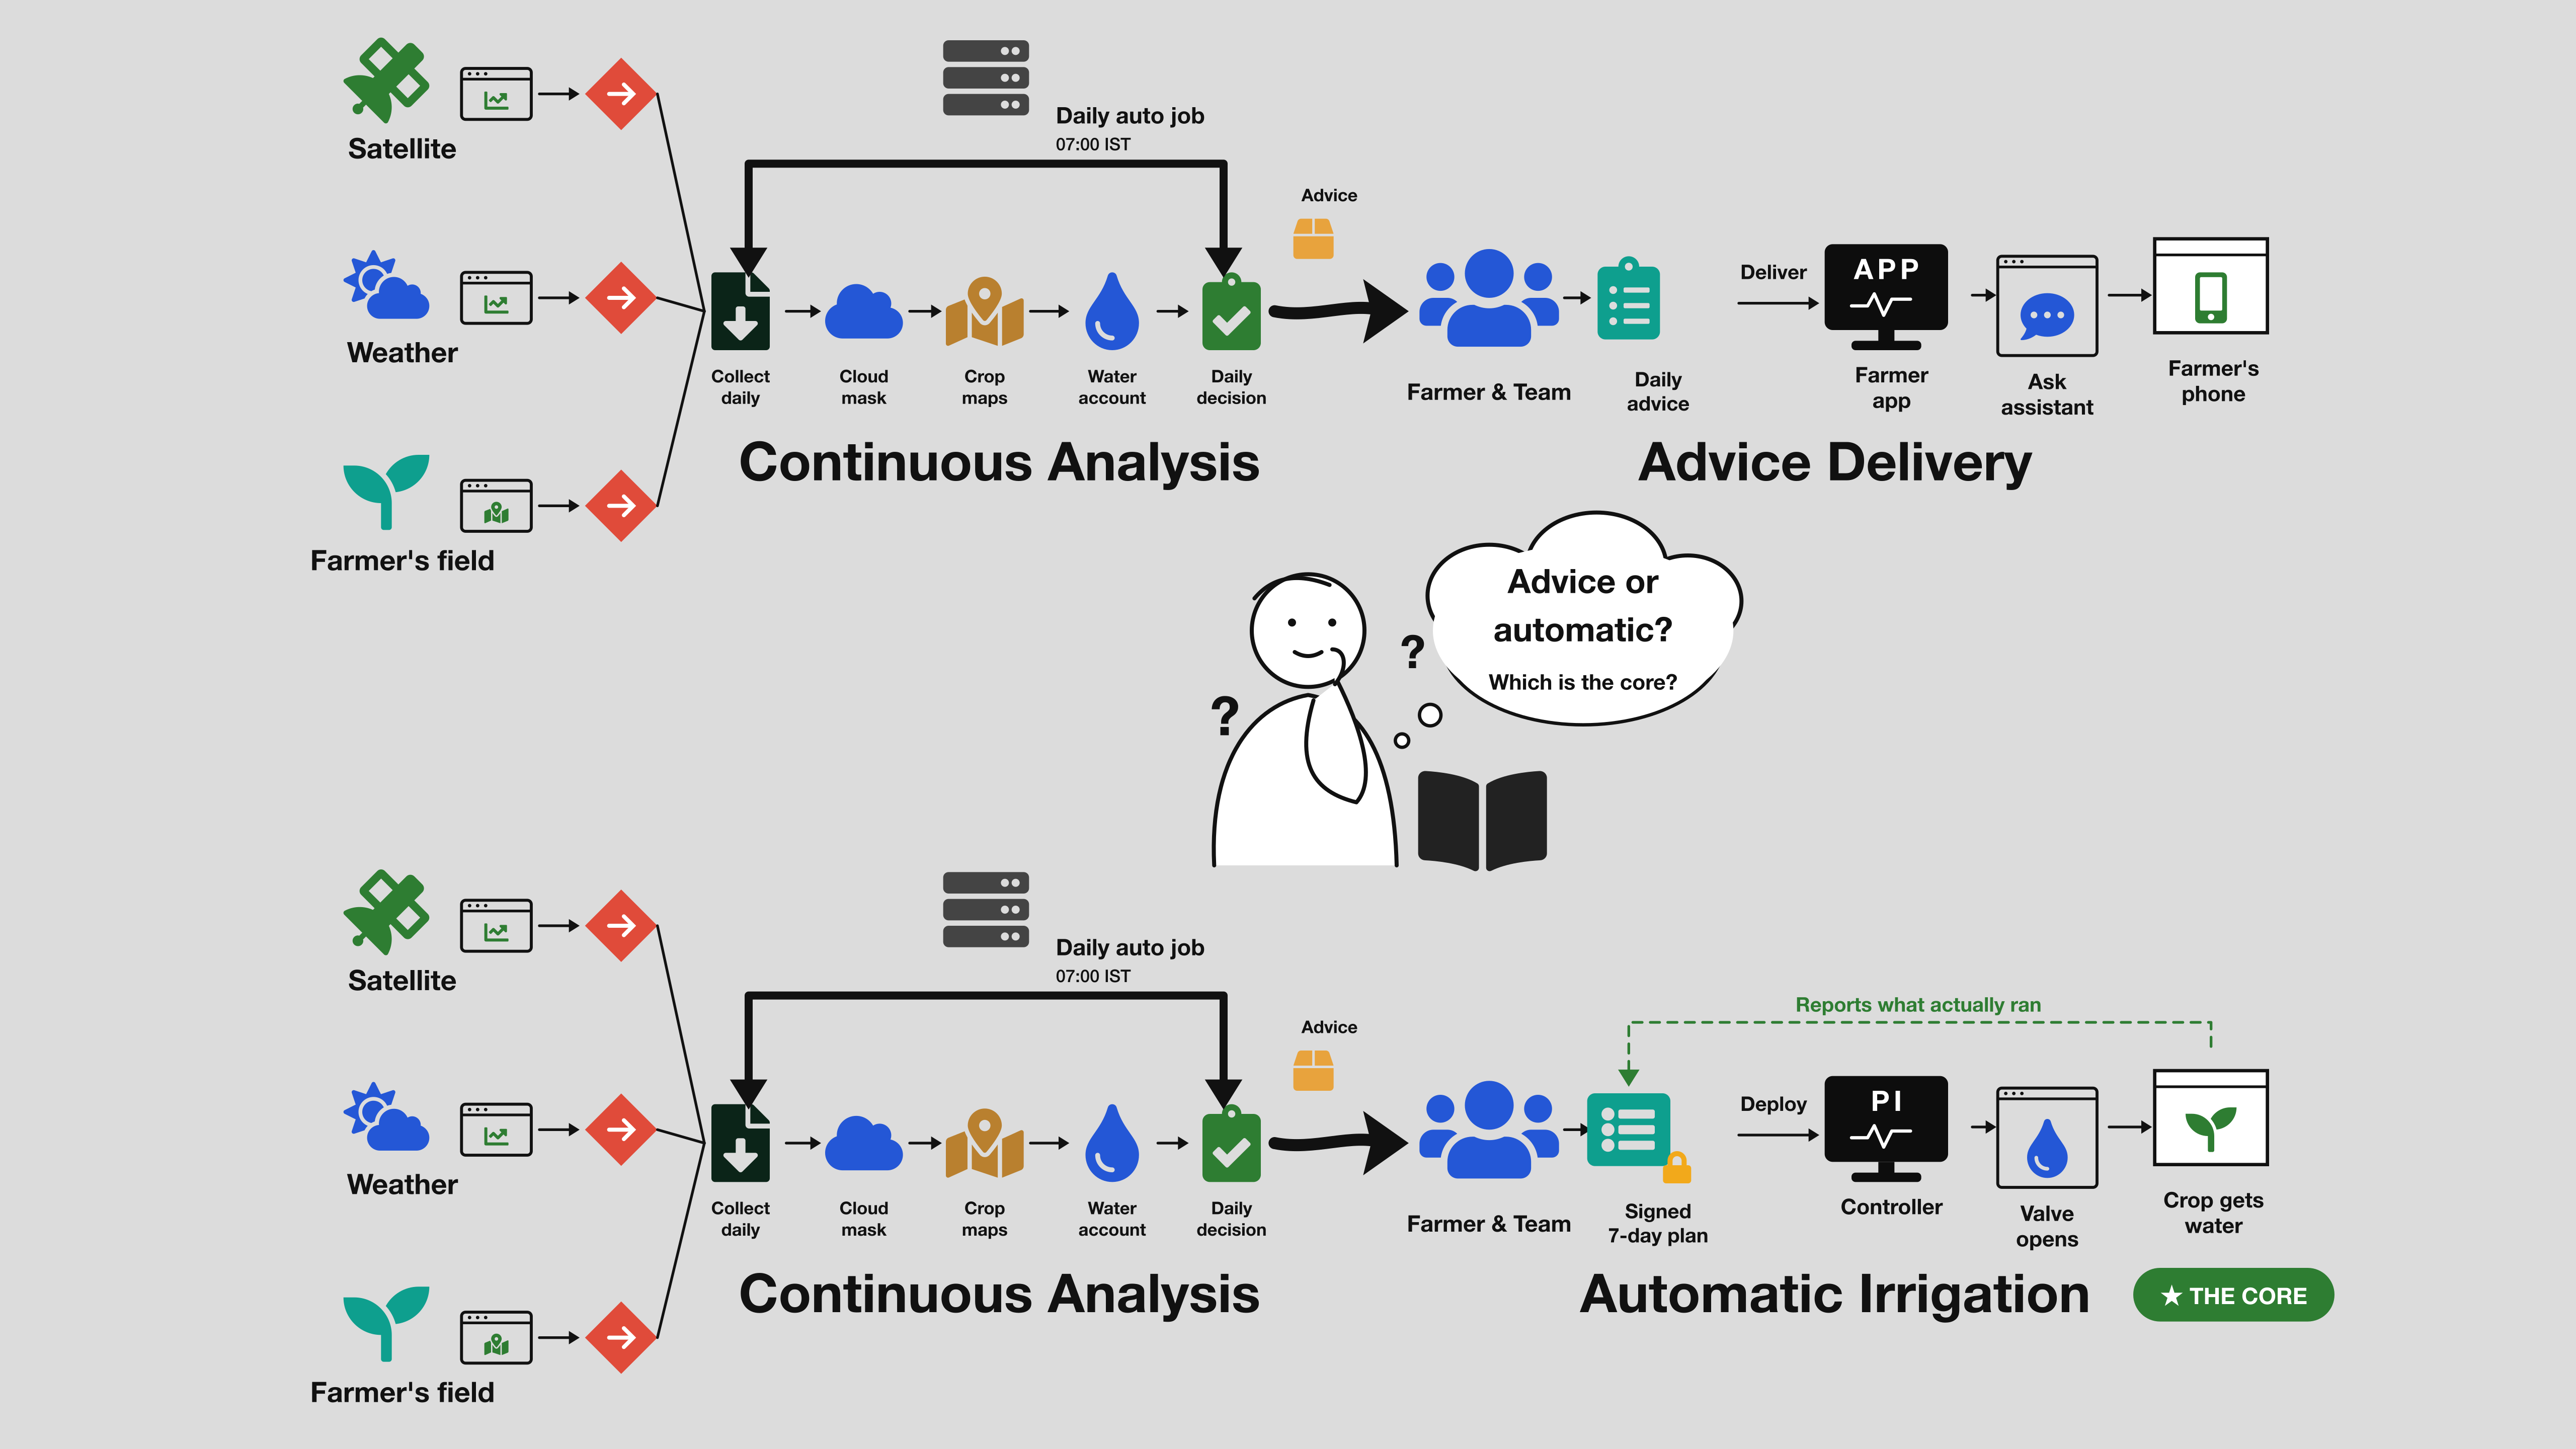 Satellite
Weather
Farmer's field
Daily auto job
07:00 IST
Collect
daily
Cloud
mask
Crop
maps
Water
account
Daily
decision
Continuous Analysis
Advice
Farmer & Team
Daily
advice
Deliver
APP
Farmer
app
Ask
assistant
Farmer's
phone
Advice Delivery
?
?
Advice or
automatic?
Which is the core?
Satellite
Weather
Farmer's field
Daily auto job
07:00 IST
Collect
daily
Cloud
mask
Crop
maps
Water
account
Daily
decision
Continuous Analysis
Advice
Farmer & Team
Reports what actually ran
Signed
7-day plan
Deploy
PI
Controller
Valve
opens
Crop gets
water
Automatic Irrigation
★ THE CORE